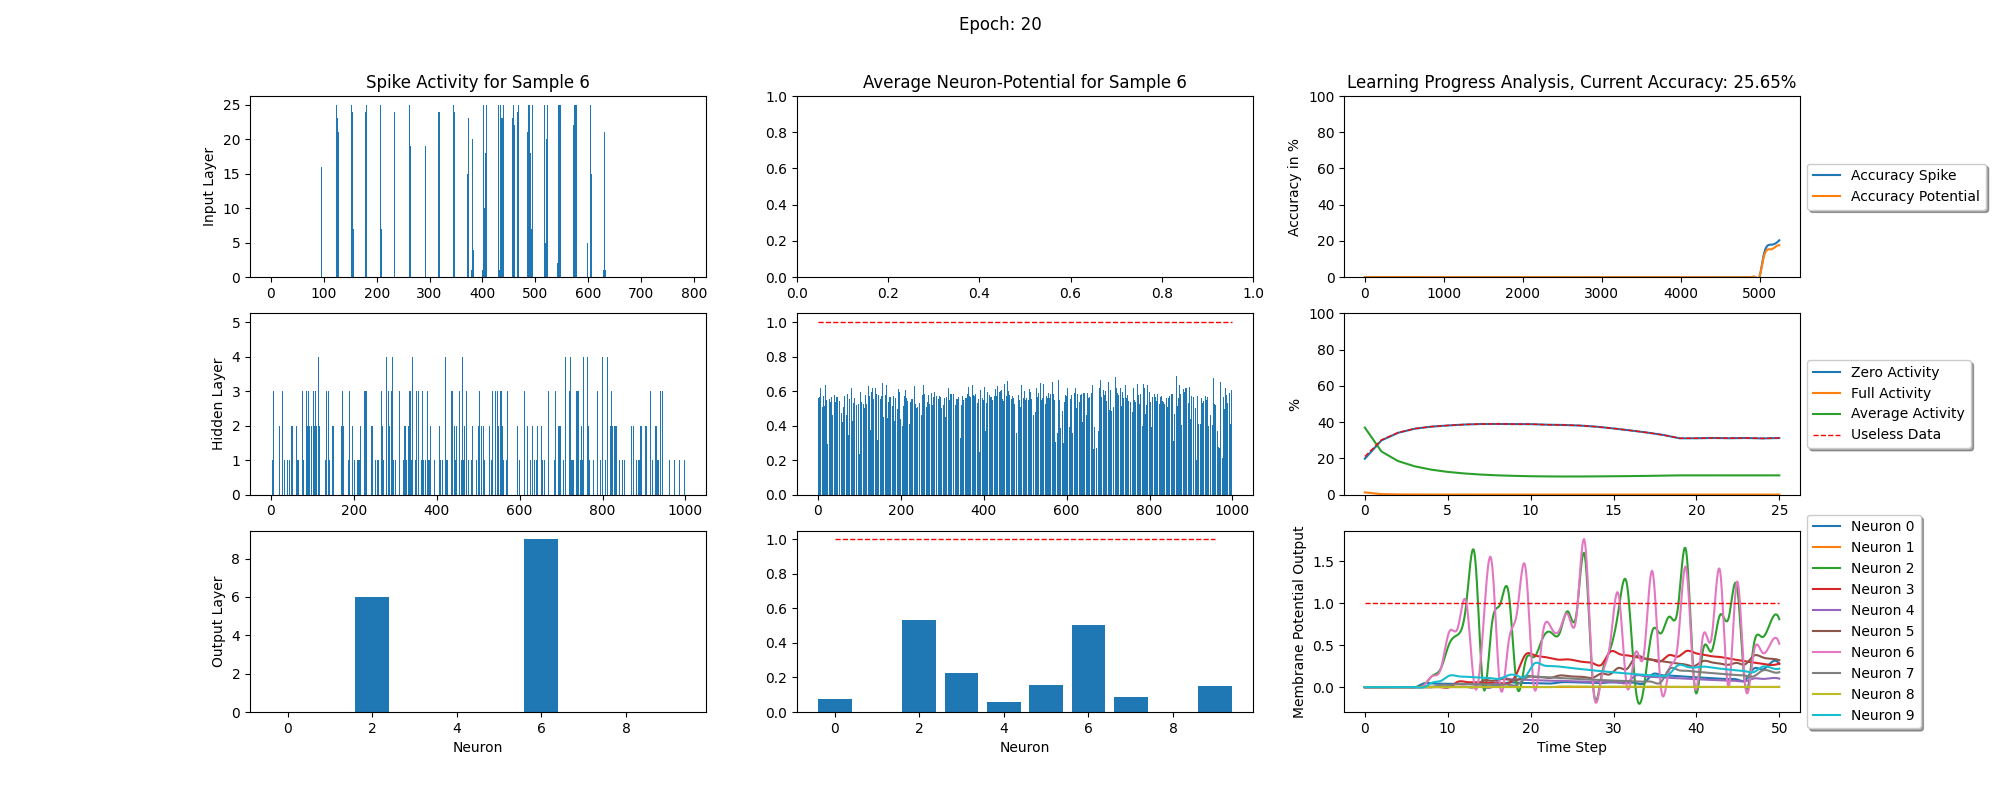 Epoch: 20
Spike Activity for Sample 6
Average Neuron-Potential for Sample 6
Learning Progress Analysis, Current Accuracy: 25.65%
Input Layer
25
20
15
10
5
0
0 100 200 300 400 500 600 700 800
1.0
0.8
0.6
0.4
0.2
0.0
0.0 0.2 0.4 0.6 0.8 1.0
Accuracy in %
100
80
60
40
20
0
0 1000 2000 3000 4000 5000
Accuracy Spike
Accuracy Potential
Hidden Layer
5
4
3
2
1
0
0 200 400 600 800 1000
1.0
0.8
0.6
0.4
0.2
0.0
0 200 400 600 800 1000
%
100
80
60
40
20
0
0 5 10 15 20 25
Zero Activity
Full Activity
Average Activity
Useless Data
Output Layer
8
6
4
2
0
0 2 4 6 8
Neuron
1.0
0.8
0.6
0.4
0.2
0.0
0 2 4 6 8
Neuron
Membrane Potential Output
1.5
1.0
0.5
0.0
0 10 20 30 40 50
Time Step
Neuron 0
Neuron 1
Neuron 2
Neuron 3
Neuron 4
Neuron 5
Neuron 6
Neuron 7
Neuron 8
Neuron 9